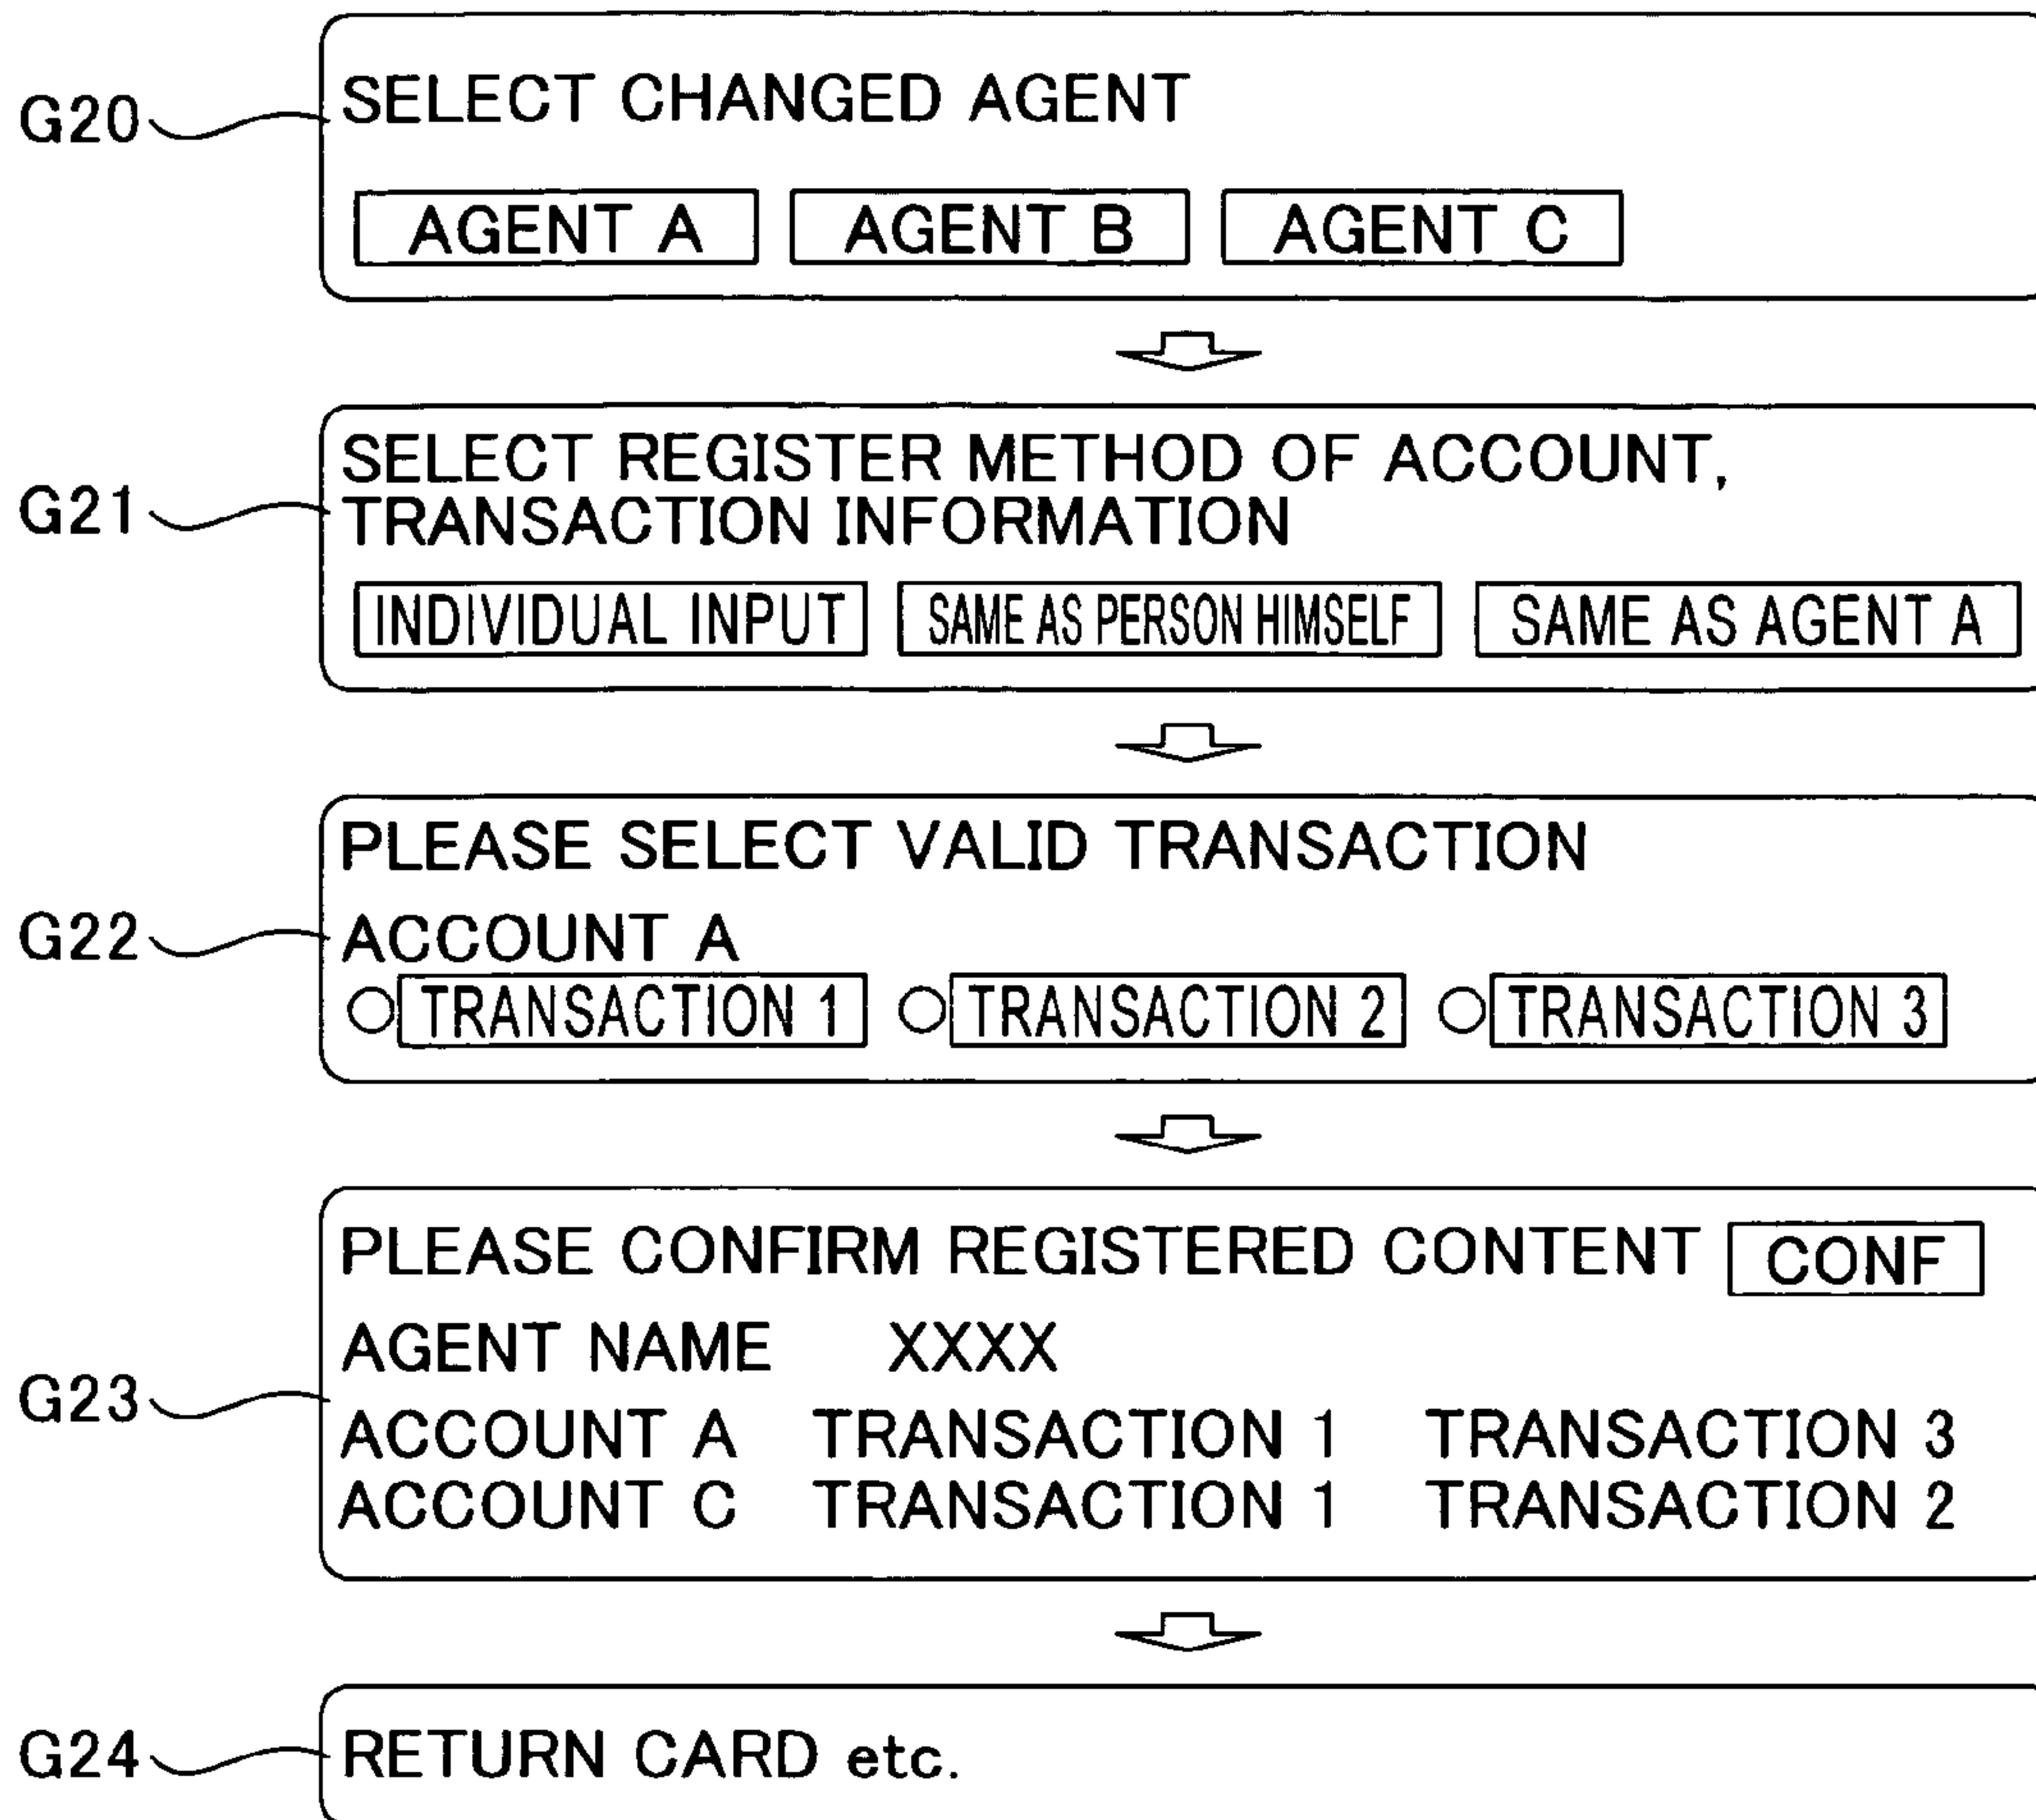 G20
SELECT CHANGED AGENT
AGENT A AGENT B AGENT C
G21
SELECT REGISTER METHOD OF ACCOUNT,
TRANSACTION INFORMATION
INDIVIDUAL INPUT SAME AS PERSON HIMSELF SAME AS AGENT A
G22
PLEASE SELECT VALID TRANSACTION
ACCOUNT A
TRANSACTION 1 TRANSACTION 2 TRANSACTION 3
G23
PLEASE CONFIRM REGISTERED CONTENT CONF
AGENT NAME XXXX
ACCOUNT A TRANSACTION 1 TRANSACTION 3
ACCOUNT C TRANSACTION 1 TRANSACTION 2
G24
RETURN CARD etc.